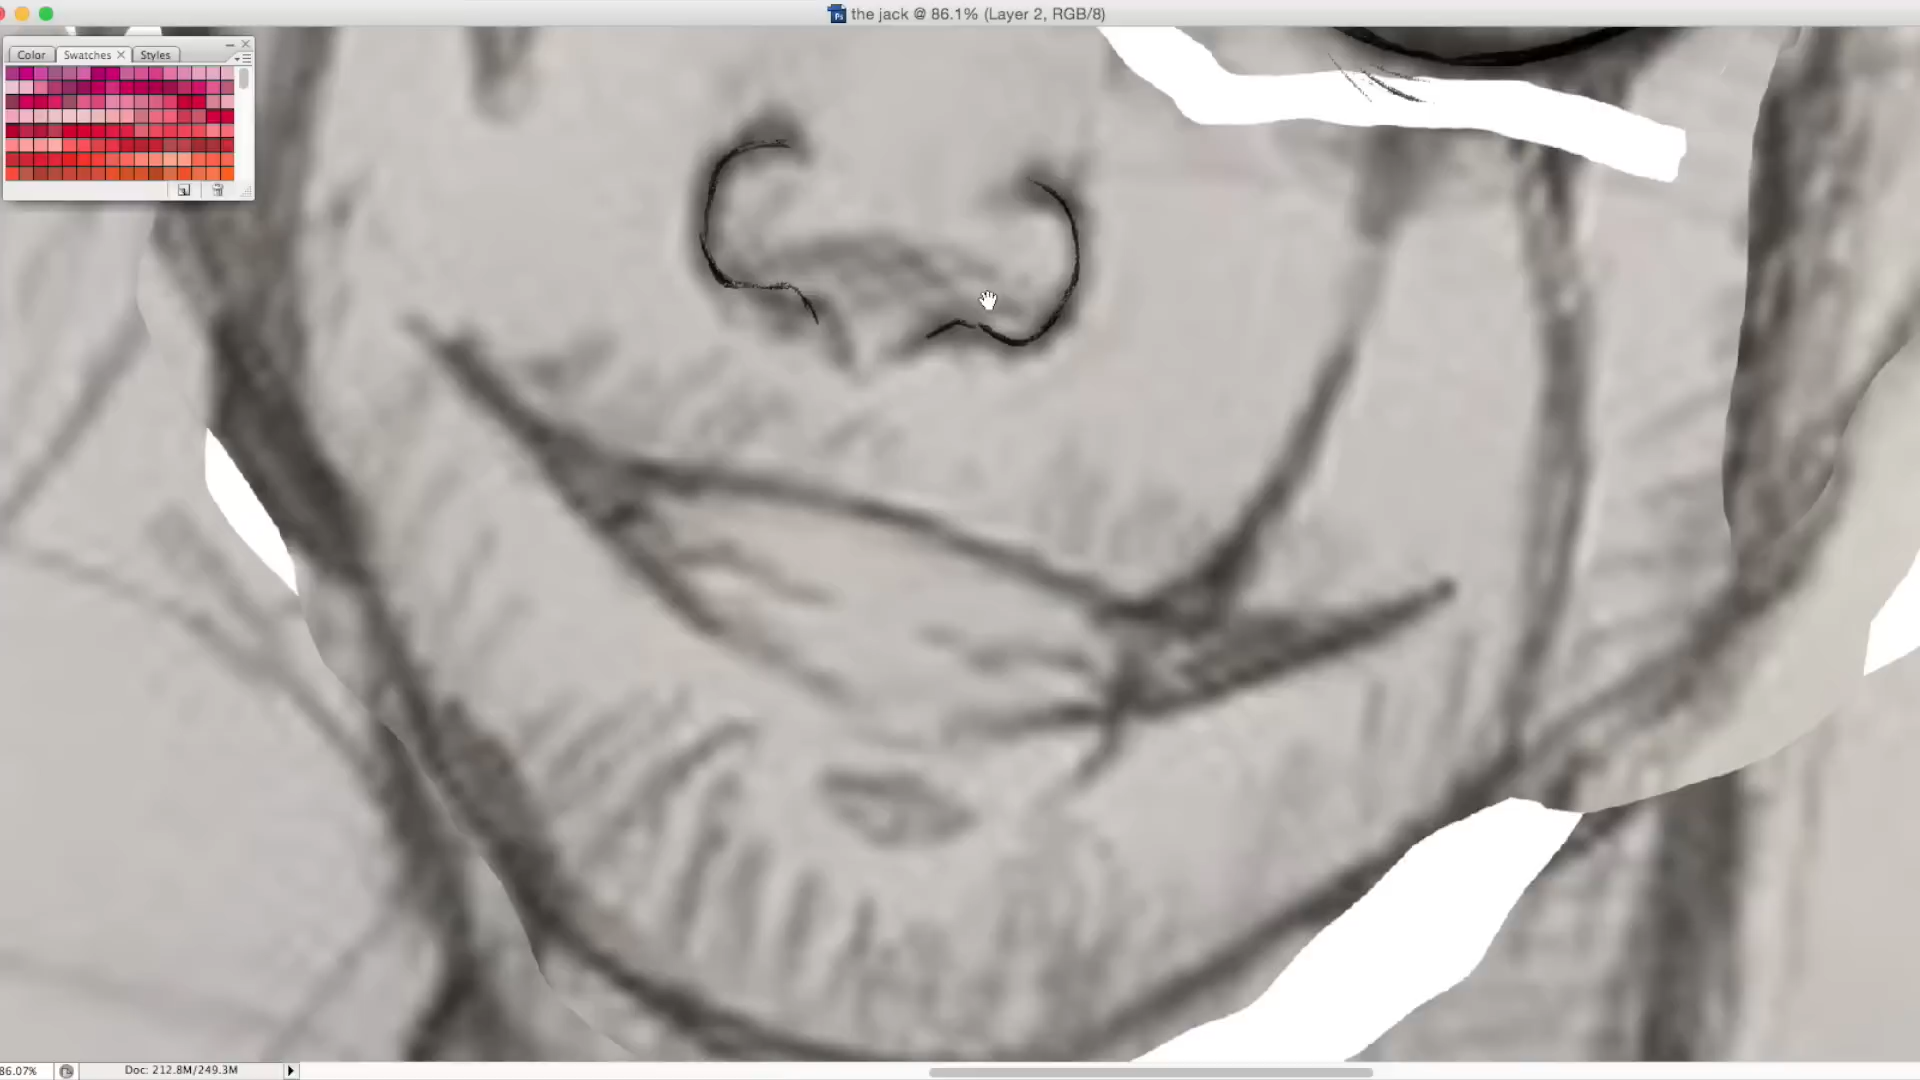 the jack @ 86.1% (Layer 2, RGB/8)
Color Swatches Styles
86.07% Doc: 212.8M/249.3M